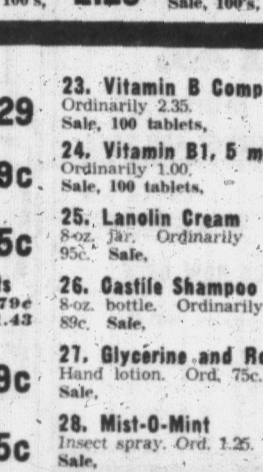 100's, Sale, 100's,
29
23. Vitamin B Comp
Ordinarily 2.35.
Sale, 100 tablets,
9c
24. Vitamin B1, 5 m
Ordinarily 1.00.
Sale, 100 tablets,
5c
25. Lanolin Cream
8-oz. jar. Ordinarily
95c. Sale,
ts
79c
1.43
26. Castile Shampoo
8-oz. bottle. Ordinarily
89c. Sale,
9c
27. Glycerine and Ro
Hand lotion. Ord. 75c.
Sale,
5c
28. Mist-O-Mint
Insect spray. Ord. 1.25.
Sale,